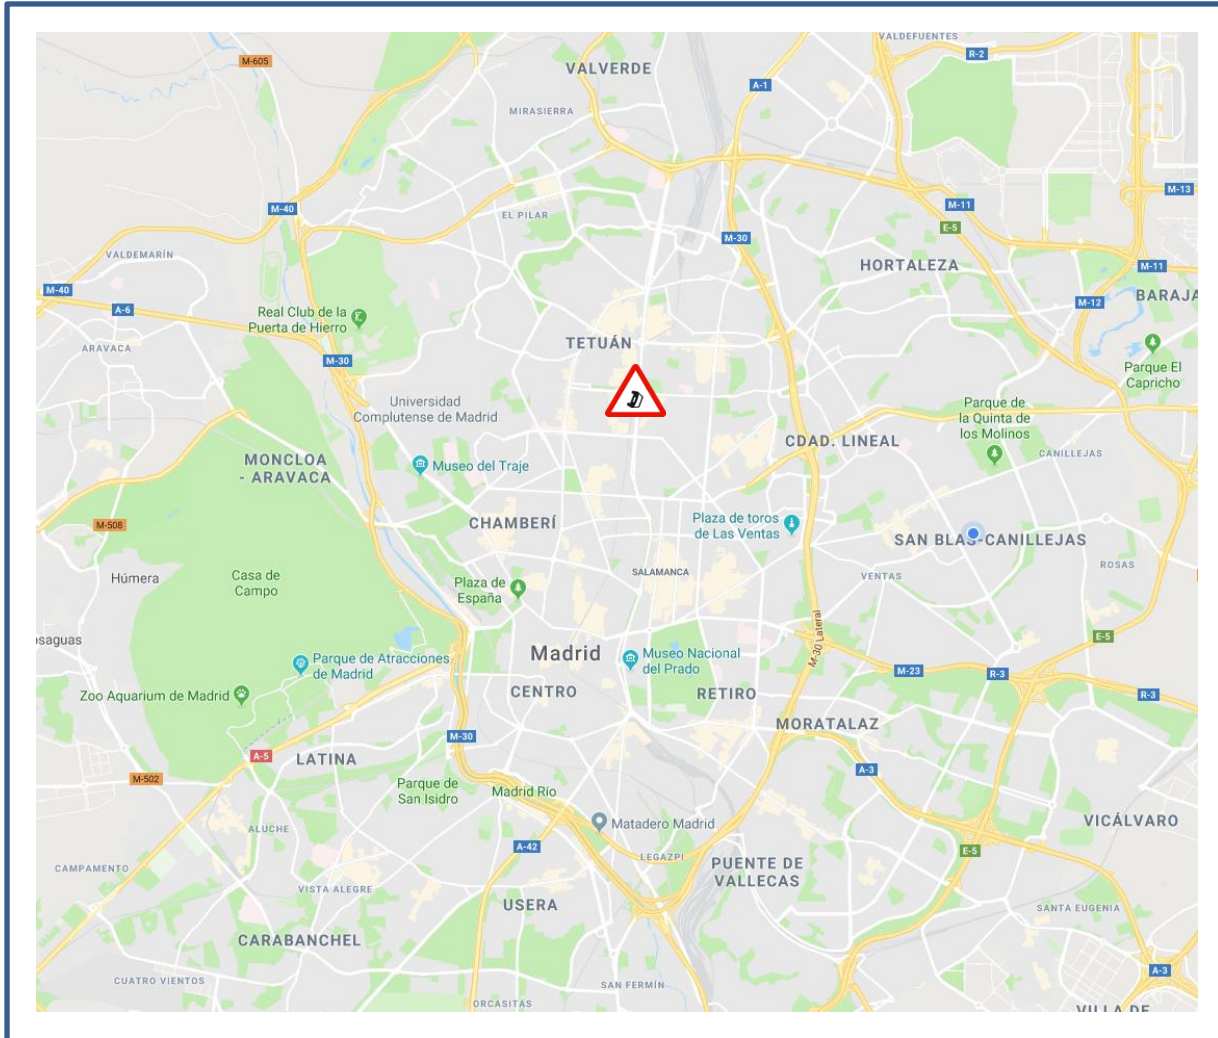 VALDEFUENTES
R-2
M-605
VALVERDE
A-1
MIRASIERRA
M-13
M-40
M-11
EL PILAR
E-5
M-30
VALDEMARÍN
HORTALEZA
M-11
M-40
BARAJA
A-6
M-12
Real Club de la
Puerta de Hierro
TETUÁN
ARAVACA
M-30
Parque El
Capricho
Universidad
Complutense de Madrid
Parque de
la Quinta de
los Molinos
CDAD. LINEAL
CANILLEJAS
MONCLOA
- ARAVACA
Museo del Traje
M-508
CHAMBERÍ
Plaza de toros
de Las Ventas
SAN BLAS-CANILLEJAS
Húmera
Casa de
Campo
Plaza de
España
SALAMANCA
VENTAS
ROSAS
osaguas
M-30 Lateral
E-5
Madrid
Museo Nacional
del Prado
Parque de Atracciones
de Madrid
M-23
R-3
Zoo Aquarium de Madrid
CENTRO
RETIRO
R-3
MORATALAZ
M-30
A-5
LATINA
A-3
M-502
Parque de
San Isidro
Madrid Río
Matadero Madrid
VICÁLVARO
ALUCHE
A-42
LEGAZPI
E-5
CAMPAMENTO
PUENTE DE
VALLECAS
VISTA ALEGRE
USERA
SANTA EUGENIA
CARABANCHEL
A-3
CUATRO VIENTOS
SAN FERMÍN
ORCASITAS
VILLA DE